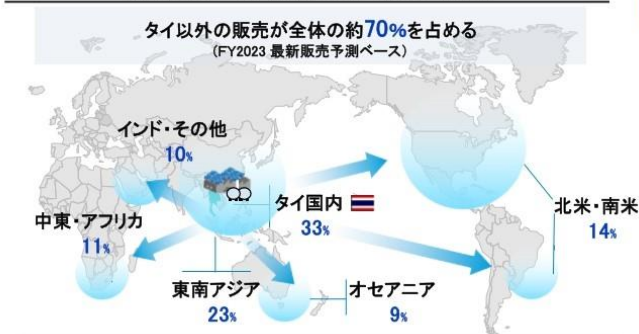 タイ以外の販売が全体の約70%を占める
(FY2023 最新販売予測ベース)
インド・その他
10%
タイ国内
33%
北米・南米
14%
中東・アフリカ
11%
東南アジア
23%
オセアニア
9%